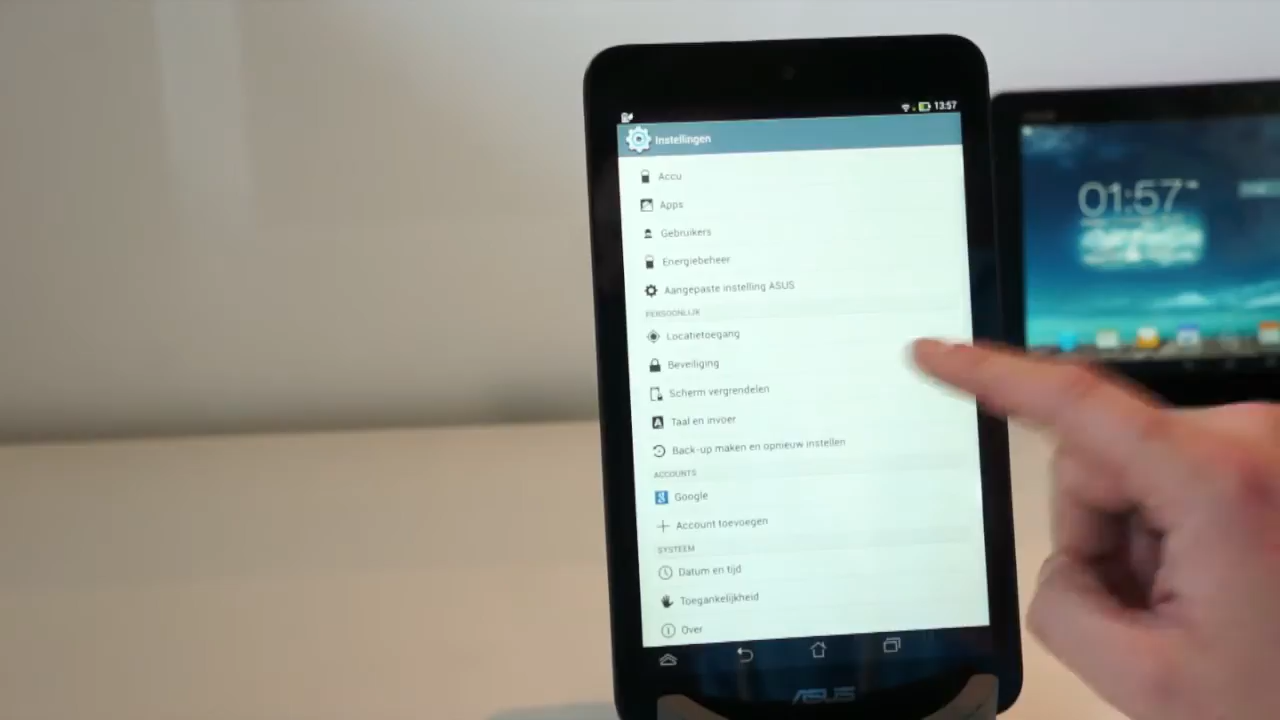 13:57
Instellingen
Accu
Apps
Gebruikers
Energiebeheer
Aangepaste instelling ASUS
PERSOONLIJK
Locatietoegang
Beveiliging
Scherm vergrendelen
Taal en invoer
Back-up maken en opnieuw instellen
ACCOUNTS
Google
Account toevoegen
SYSTEEM
Datum en tijd
Toegankelijkheid
Over
ASUS
01:57